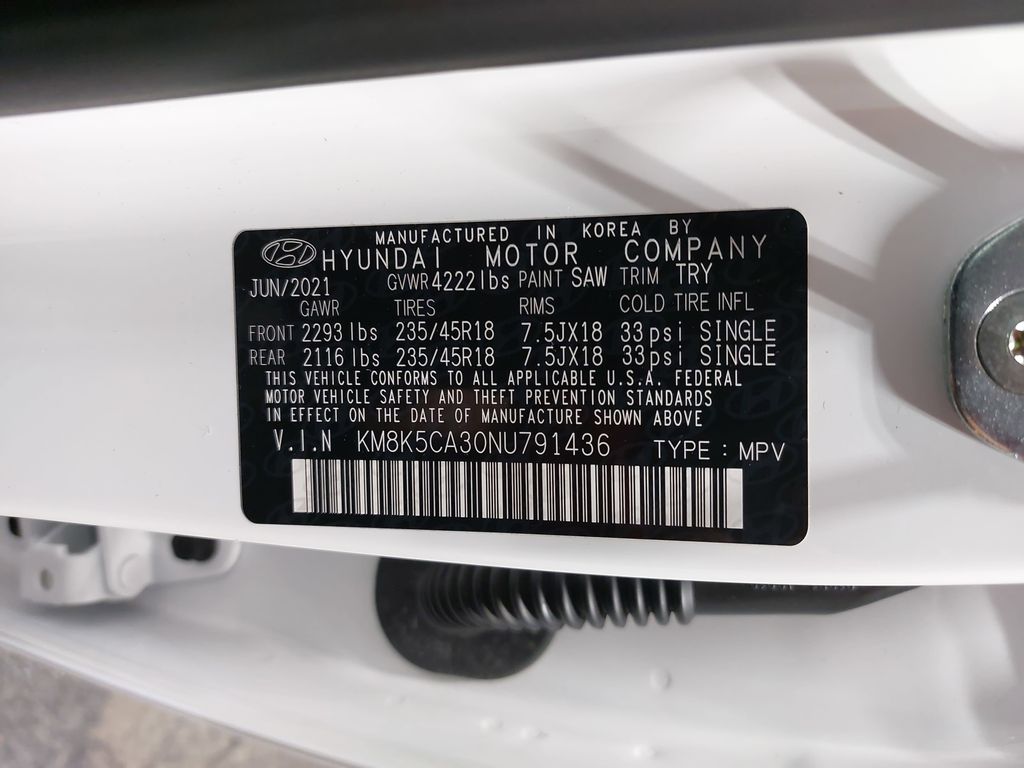 MANUFACTURED IN KOREA BY
HYUNDAI MOTOR COMPANY
JUN/2021 GVWR 4222lbs PAINT SAW TRIM TRY
GAWR TIRES RIMS COLD TIRE INFL
FRONT 2293 lbs 235/45R18 7.5JX18 33psi SINGLE
REAR 2116 lbs 235/45R18 7.5JX18 33psi SINGLE
THIS VEHICLE CONFORMS TO ALL APPLICABLE U.S.A. FEDERAL
MOTOR VEHICLE SAFETY AND THEFT PREVENTION STANDARDS
IN EFFECT ON THE DATE OF MANUFACTURE SHOWN ABOVE
V.I.N KM8K5CA30NU791436 TYPE : MPV